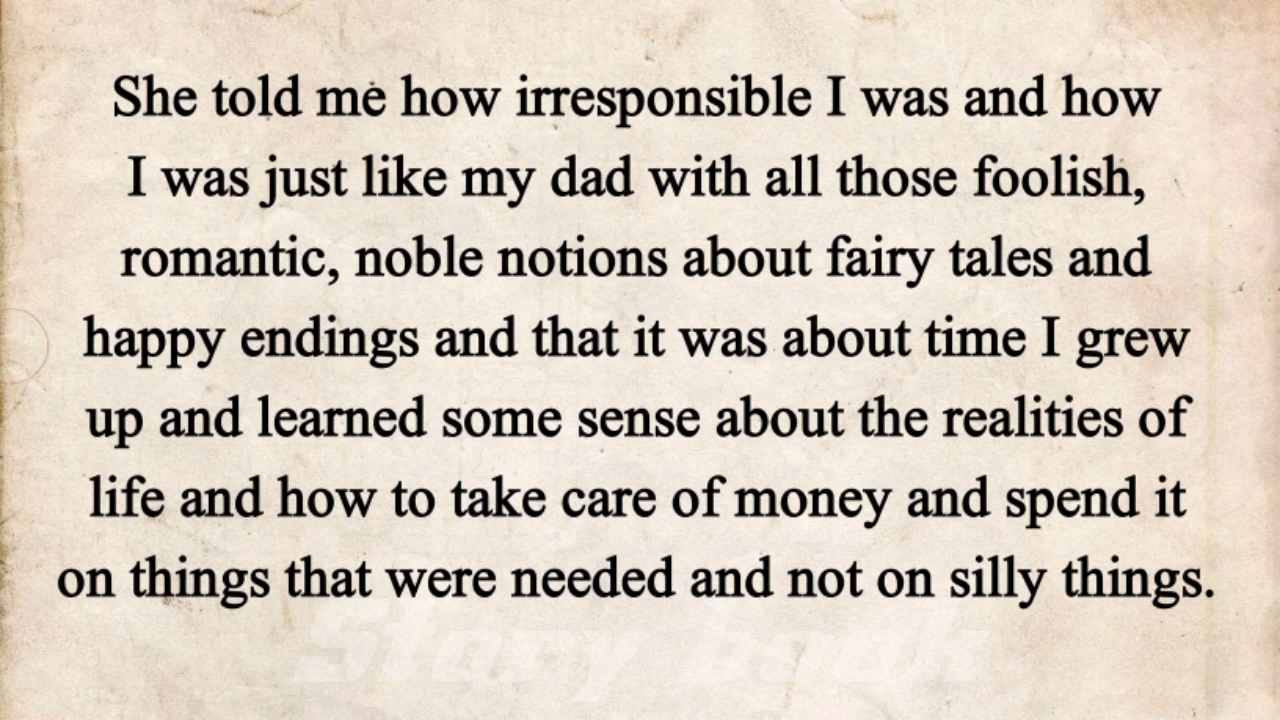 She told me how irresponsible I was and how
I was just like my dad with all those foolish,
romantic, noble notions about fairy tales and
happy endings and that it was about time I grew
up and learned some sense about the realities of
life and how to take care of money and spend it
on things that were needed and not on silly things.
Story book